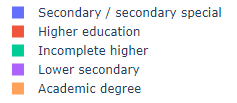 Secondary / secondary special
Higher education
Incomplete higher
Lower secondary
Academic degree